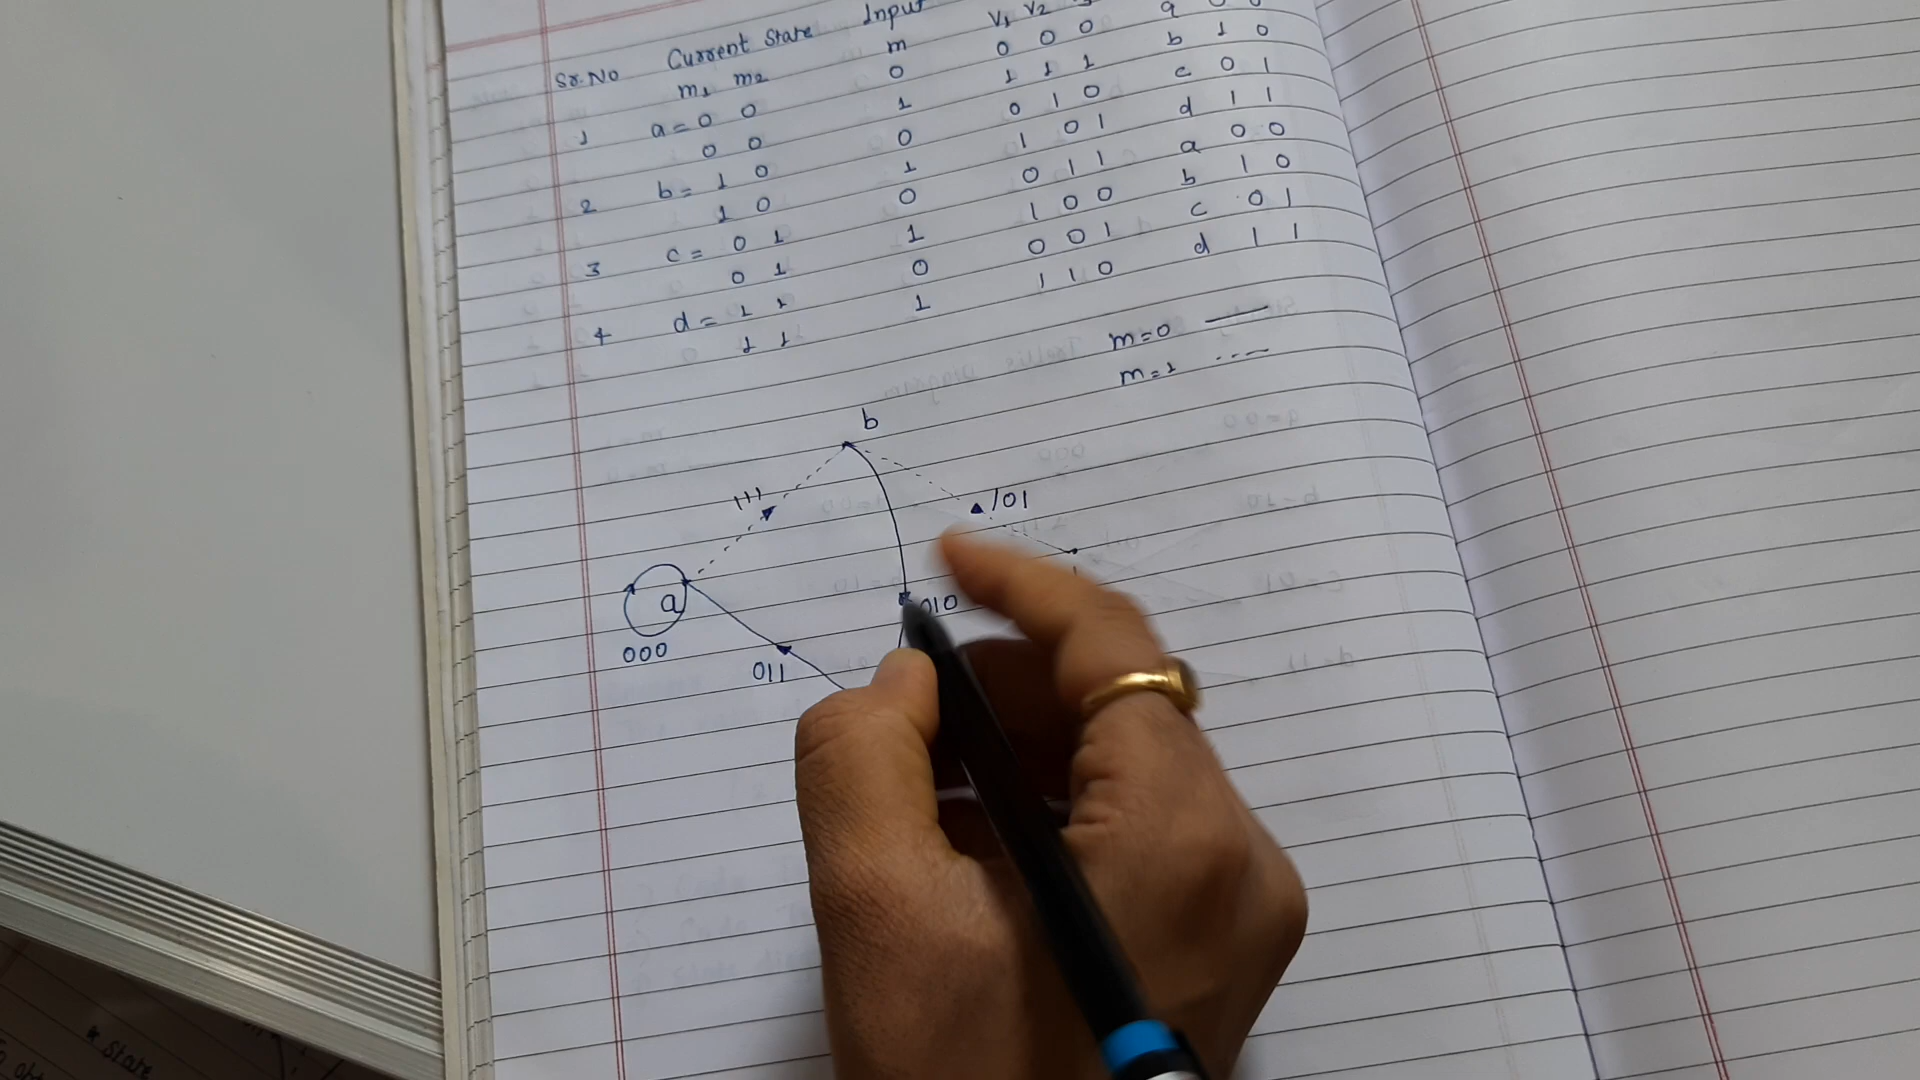 Sr.No Current State Input
m1 m2 m V1 V2
1 a = 0 0 0 0 0 0 a
0 0 1 1 1 1 b 1 0
2 b = 1 0 0 0 1 0 c 0 1
1 0 1 1 0 1 d 1 1
3 c = 0 1 0 0 1 1 a 0 0
0 1 1 1 0 0 b 1 0
4 d = 1 1 0 0 0 1 c 0 1
1 1 1 1 1 0 d 1 1
m=0
m=1
b
111
101
a
010
000
011
* State